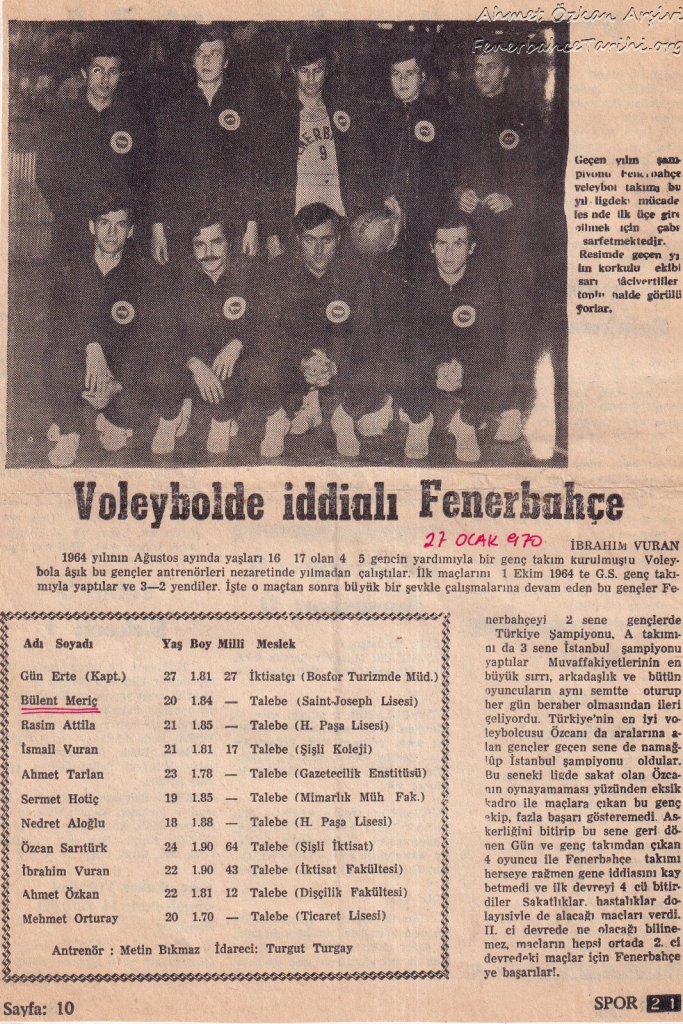 Ahmet Özkan Arşivi
FenerbahceTarihi.org
FENERB
9
Geçen yılın şam-
piyonu Fenerbahçe
veleybol takımı bu
yıl ligdeki mücade
lesinde ilk üçe gire
bilmek için çaba
sarfetmektedir.
Resimde geçen yı
lın korkulu ekibi
sarı lâcivertliler
toplu halde görülü
yorlar.
Voleybolde iddialı Fenerbahçe
27 OCAK 970
İBRAHIM VURAN
1964 yılının Ağustos ayında yaşları 16 17 olan 4 5 gencin yardımıyla bir genç takım kurulmuştu Voley-
bola âşık bu gençler antrenörleri nezaretinde yılmadan çalıştılar. İlk maçlarını 1 Ekim 1964 te G.S. genç takı-
mıyla yaptılar ve 3—2 yendiler. İşte o maçtan sonra büyük bir şevkle çalışmalarına devam eden bu gençler Fe-
nerbahçeyi 2 sene gençlerde
Türkiye Şampiyonu, A takımı-
nı da 3 sene İstanbul şampiyonu
yaptılar Muvaffakiyetlerinin en
büyük sırrı, arkadaşlık ve bütün
oyuncuların aynı semtte oturup
her gün beraber olmasından ileri
geliyordu. Türkiye'nin en iyi vo-
leybolcusu Özcanı da aralarına a-
lan gençler geçen sene de namağ-
lûp İstanbul şampiyonu oldular.
Bu seneki ligde sakat olan Özca-
nın oynayamaması yüzünden eksik
kadro ile maçlara çıkan bu genç
ekip, fazla başarı gösteremedi. As-
kerliğini bitirip bu sene geri dö-
nen Gün ve genç takımdan çıkan
4 oyuncu ile Fenerbahçe takımı
herseye rağmen gene iddiasını kay
betmedi ve ilk devreyi 4 cü bitir-
diler Sakatlıklar. hastalıklar do-
layısivle de alacağı macları verdi.
II. ci devrede ne olacağı biline-
mez, macların hepsi ortada 2. ci
devredeki maçlar için Fenerbahçe
ye başarılar!.
Adı Soyadı Yaş Boy Milli Meslek
Gün Erte (Kapt.) 27 1.81 27 İktisatçı (Bosfor Turizmde Müd.)
Bülent Meriç 20 1.84 — Talebe (Saint-Joseph Lisesi)
Rasim Attila 21 1.85 — Talebe (H. Paşa Lisesi)
İsmail Vuran 21 1.81 17 Talebe (Şişli Koleji)
Ahmet Tarlan 23 1.78 — Talebe (Gazetecilik Enstitüsü)
Sermet Hotiç 19 1.85 — Talebe (Mimarlık Müh Fak.)
Nedret Aloğlu 18 1.88 — Talebe (H. Paşa Lisesi)
Özcan Sarıtürk 24 1.90 64 Talebe (Şişli İktisat)
İbrahim Vuran 22 1.90 43 Talebe (İktisat Fakültesi)
Ahmet Özkan 22 1.81 12 Talebe (Dişçilik Fakültesi)
Mehmet Orturay 20 1.70 — Talebe (Ticaret Lisesi)
Antrenör : Metin Bıkmaz İdareci: Turgut Turgay
Sayfa: 10
SPOR 21